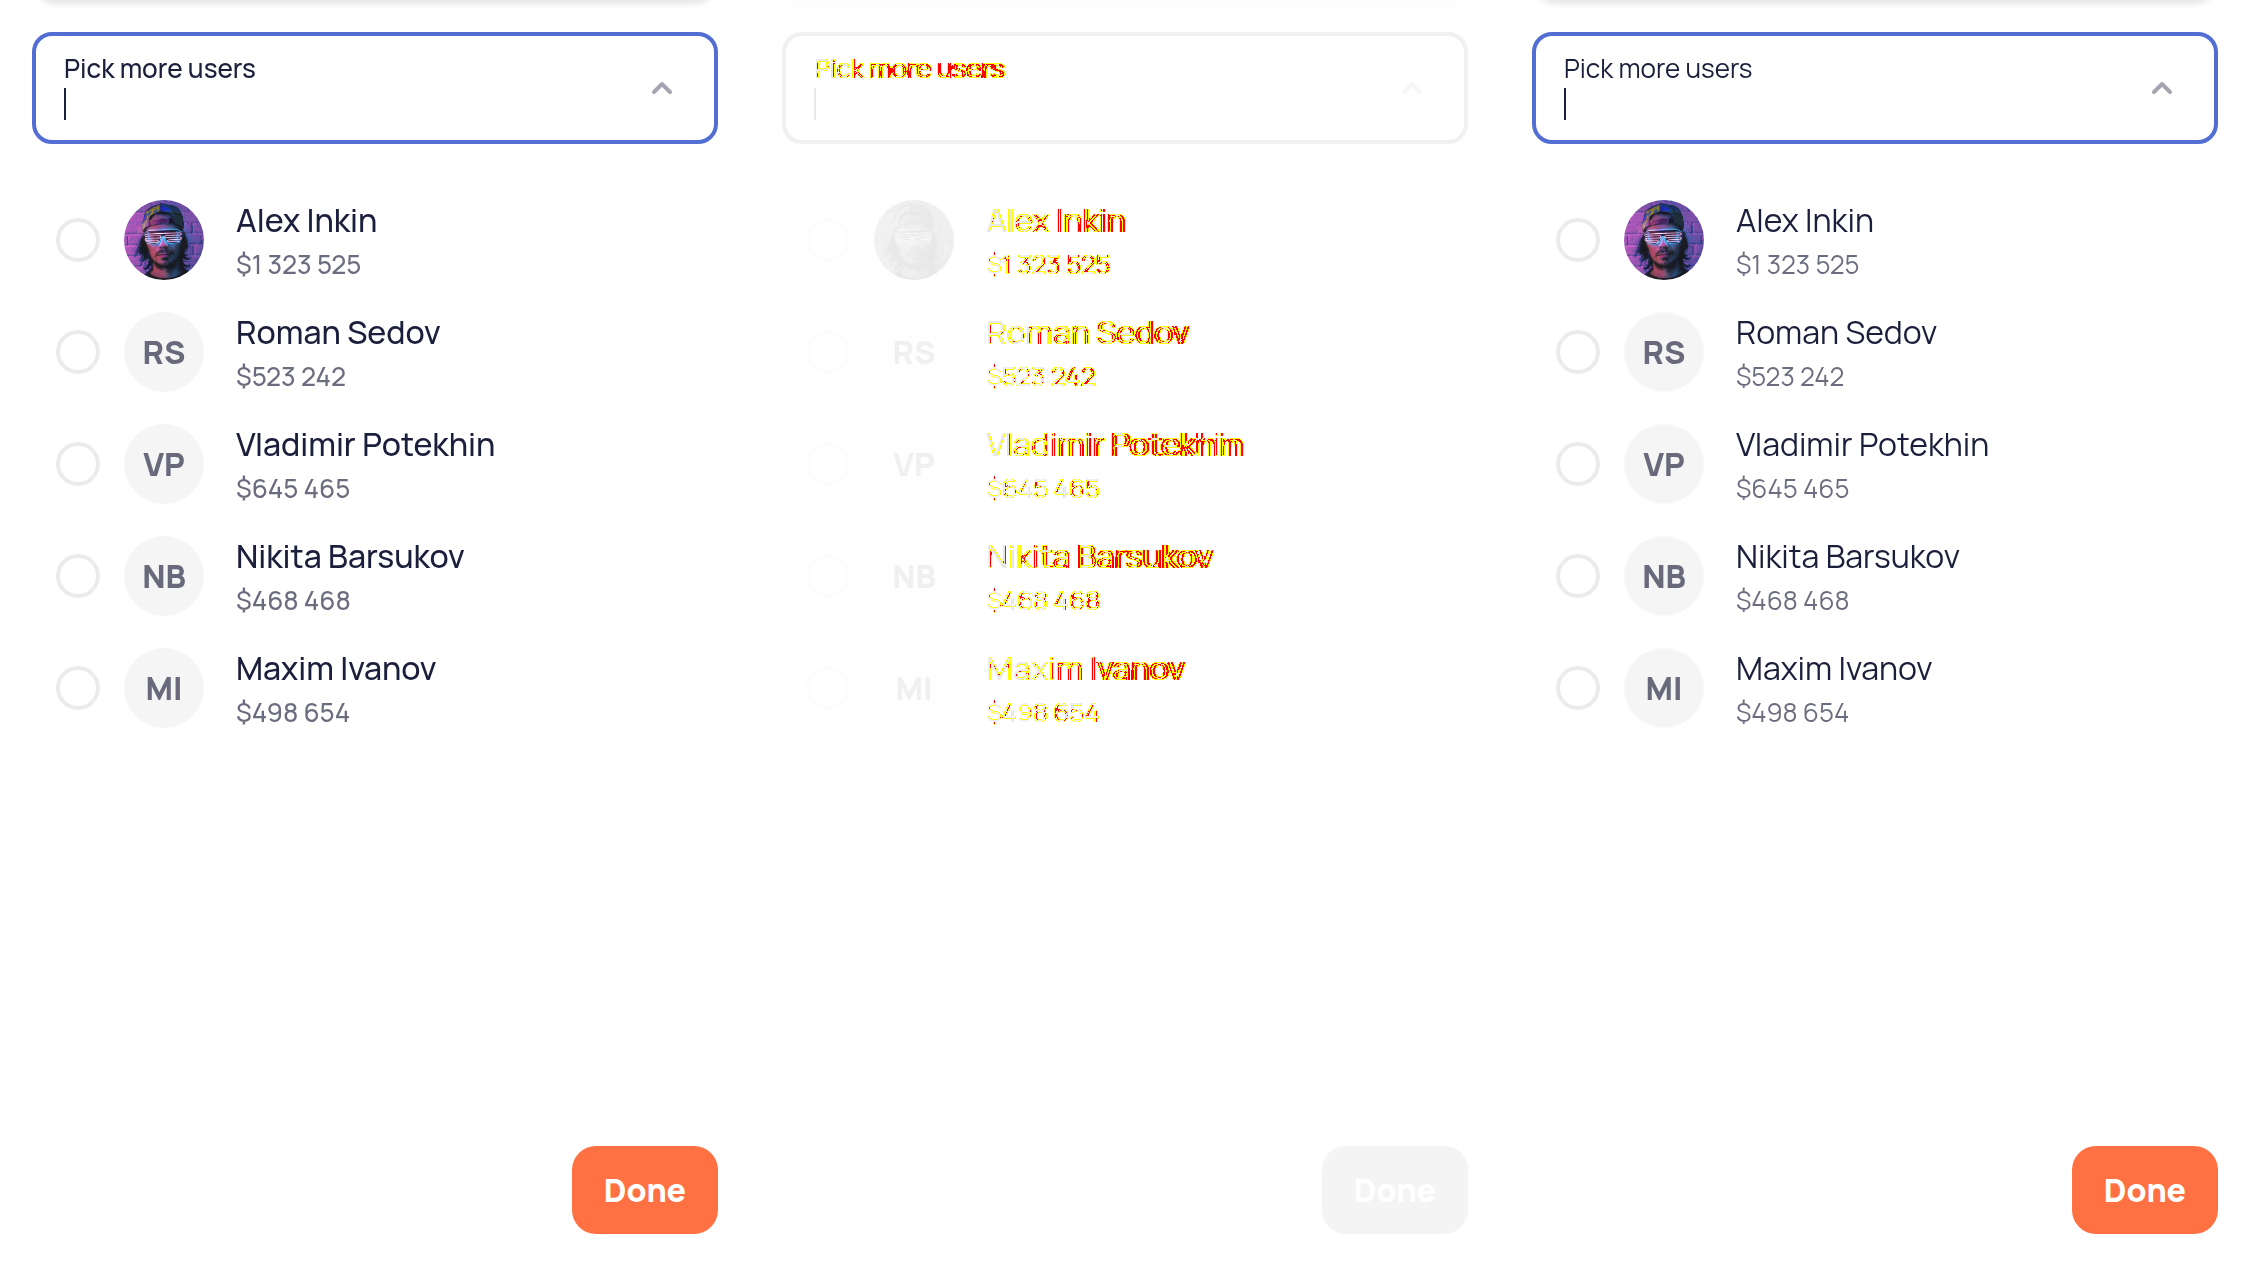 Pick more users
Alex Inkin
$1 323 525
RS
Roman Sedov
$523 242
VP
Vladimir Potekhin
$645 465
NB
Nikita Barsukov
$468 468
MI
Maxim Ivanov
$498 654
Done
Pick more users
Alex Inkin
$1 323 525
RS
Roman Sedov
$523 242
VP
Vladimir Potekhin
$645 465
NB
Nikita Barsukov
$468 468
MI
Maxim Ivanov
$498 654
Done
Pick more users
Alex Inkin
$1 323 525
RS
Roman Sedov
$523 242
VP
Vladimir Potekhin
$645 465
NB
Nikita Barsukov
$468 468
MI
Maxim Ivanov
$498 654
Done